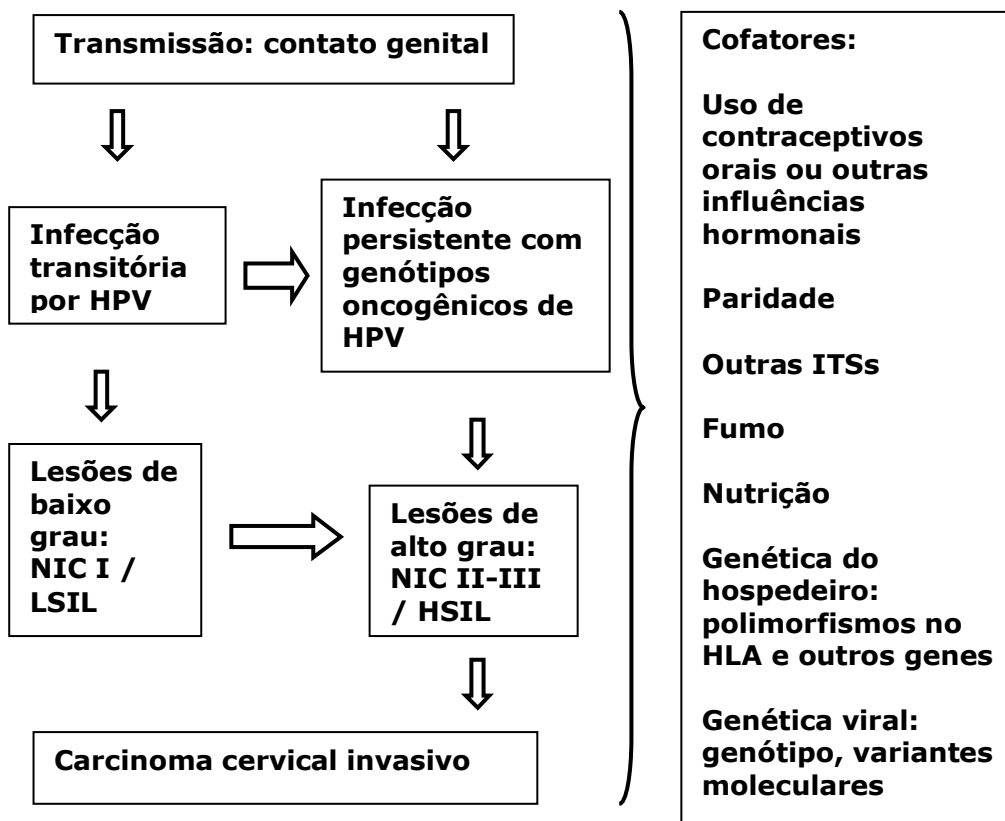 Transmissão: contato genital
Infecção
transitória
por HPV
Infecção
persistente com
genótipos
oncogênicos de
HPV
Lesões de
baixo
grau:
NIC I /
LSIL
Lesões de
alto grau:
NIC II-III
/ HSIL
Carcinoma cervical invasivo
Cofatores:
Uso de
contraceptivos
orais ou outras
influências
hormonais
Paridade
Outras ITSs
Fumo
Nutrição
Genética do
hospedeiro:
polimorfismos no
HLA e outros genes
Genética viral:
genótipo, variantes
moleculares